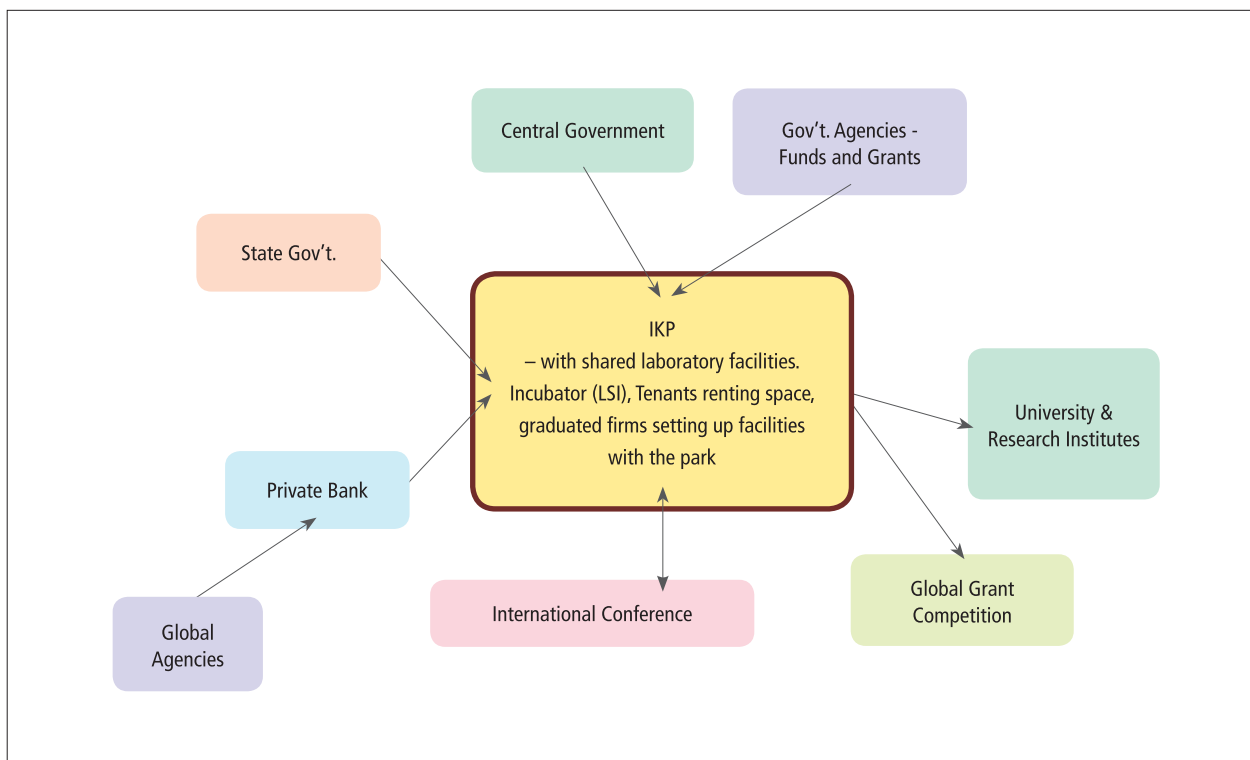 Central Government
Gov’t. Agencies -
Funds and Grants
State Gov’t.
IKP
– with shared laboratory facilities.
Incubator (LSI), Tenants renting space,
graduated firms setting up facilities
with the park
University &
Research Institutes
Private Bank
International Conference
Global Grant
Competition
Global
Agencies